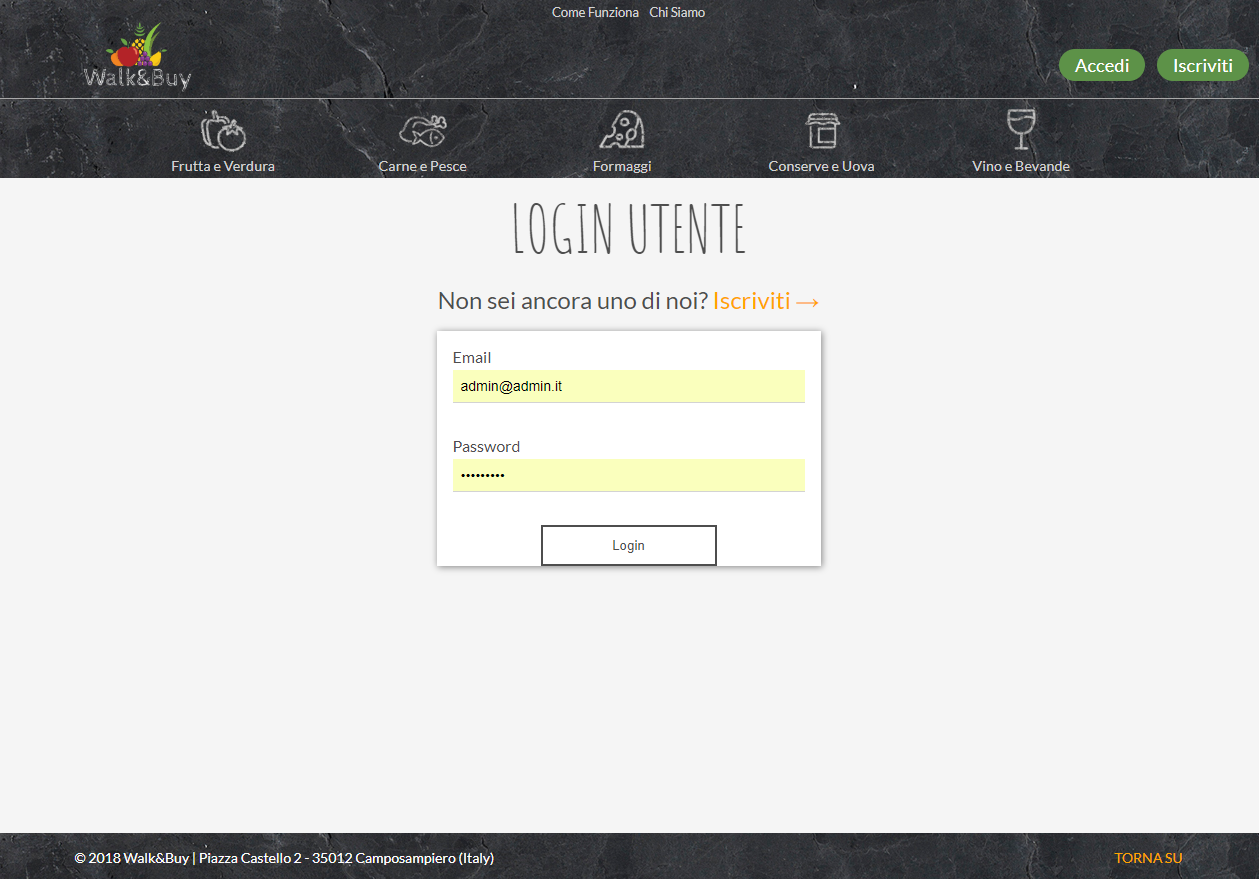 Come Funziona Chi Siamo
Walk&Buy
Accedi Iscriviti
Frutta e Verdura Carne e Pesce Formaggi Conserve e Uova Vino e Bevande
LOGIN UTENTE
Non sei ancora uno di noi? Iscriviti →
Email
admin@admin.it
Password
•••••••••
Login
© 2018 Walk&Buy | Piazza Castello 2 - 35012 Camposampiero (Italy) TORNA SU